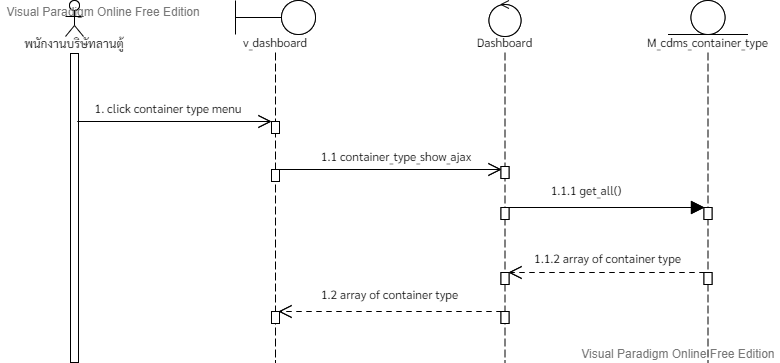 Visual Paradigm Online Free Edition
พนักงานบริษัทลานตู้
v_dashboard
Dashboard
M_cdms_container_type
1. click container type menu
1.1 container_type_show_ajax
1.1.1 get_all()
1.1.2 array of container type
1.2 array of container type
Visual Paradigm Online Free Edition